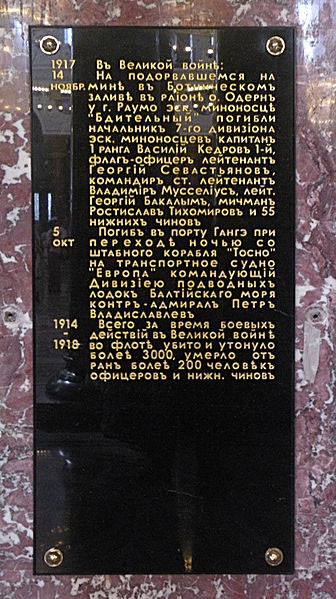 1917 Въ Великой войнѣ:
14 На подорвавшемся на
ноябр. минѣ въ Ботническомъ
заливѣ въ раіонѣ о. Одернъ
у г. Раумо эск. миноносцѣ
"Бдительный" погибли
начальникъ 7-го дивизіона
эск. миноносцевъ капитанъ
1 ранга Василій Кедровъ 1-й,
флагъ-офицеръ лейтенантъ
Георгій Севастьяновъ,
командиръ ст. лейтенантъ
Владиміръ Мусселіусъ, лейт.
Георгій Бакалымъ, мичманъ
Ростиславъ Тихомировъ и 55
нижнихъ чиновъ
5 Погибъ въ порту Гангэ при
окт переходѣ ночью со
штабного корабля "Тосно"
на транспортное судно
"Европа" командующій
Дивизіею подводныхъ
лодокъ Балтійскаго моря
контръ-адмиралъ Петръ
Владиславлевъ
1914 Всего за время боевыхъ
- дѣйствій въ Великой войнѣ
1918- во флотѣ убито и утонуло
болеѣ 3000, умерло отъ
ранъ болеѣ 200 человѣкъ
офицеровъ и нижн. чиновъ